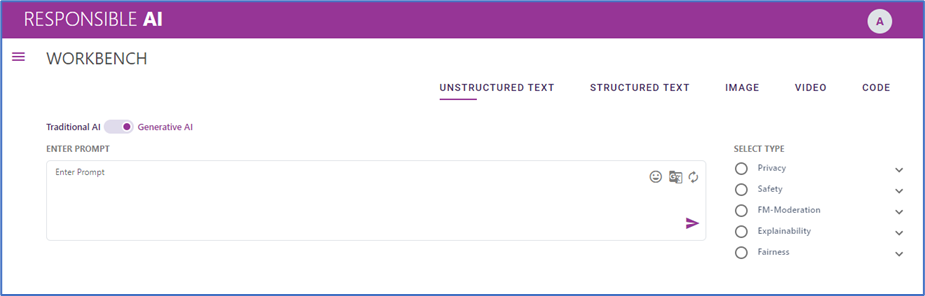 RESPONSIBLE AI
A
WORKBENCH
UNSTRUCTURED TEXT STRUCTURED TEXT IMAGE VIDEO CODE
Traditional AI Generative AI
ENTER PROMPT
Enter Prompt
SELECT TYPE
Privacy
Safety
FM-Moderation
Explainability
Fairness